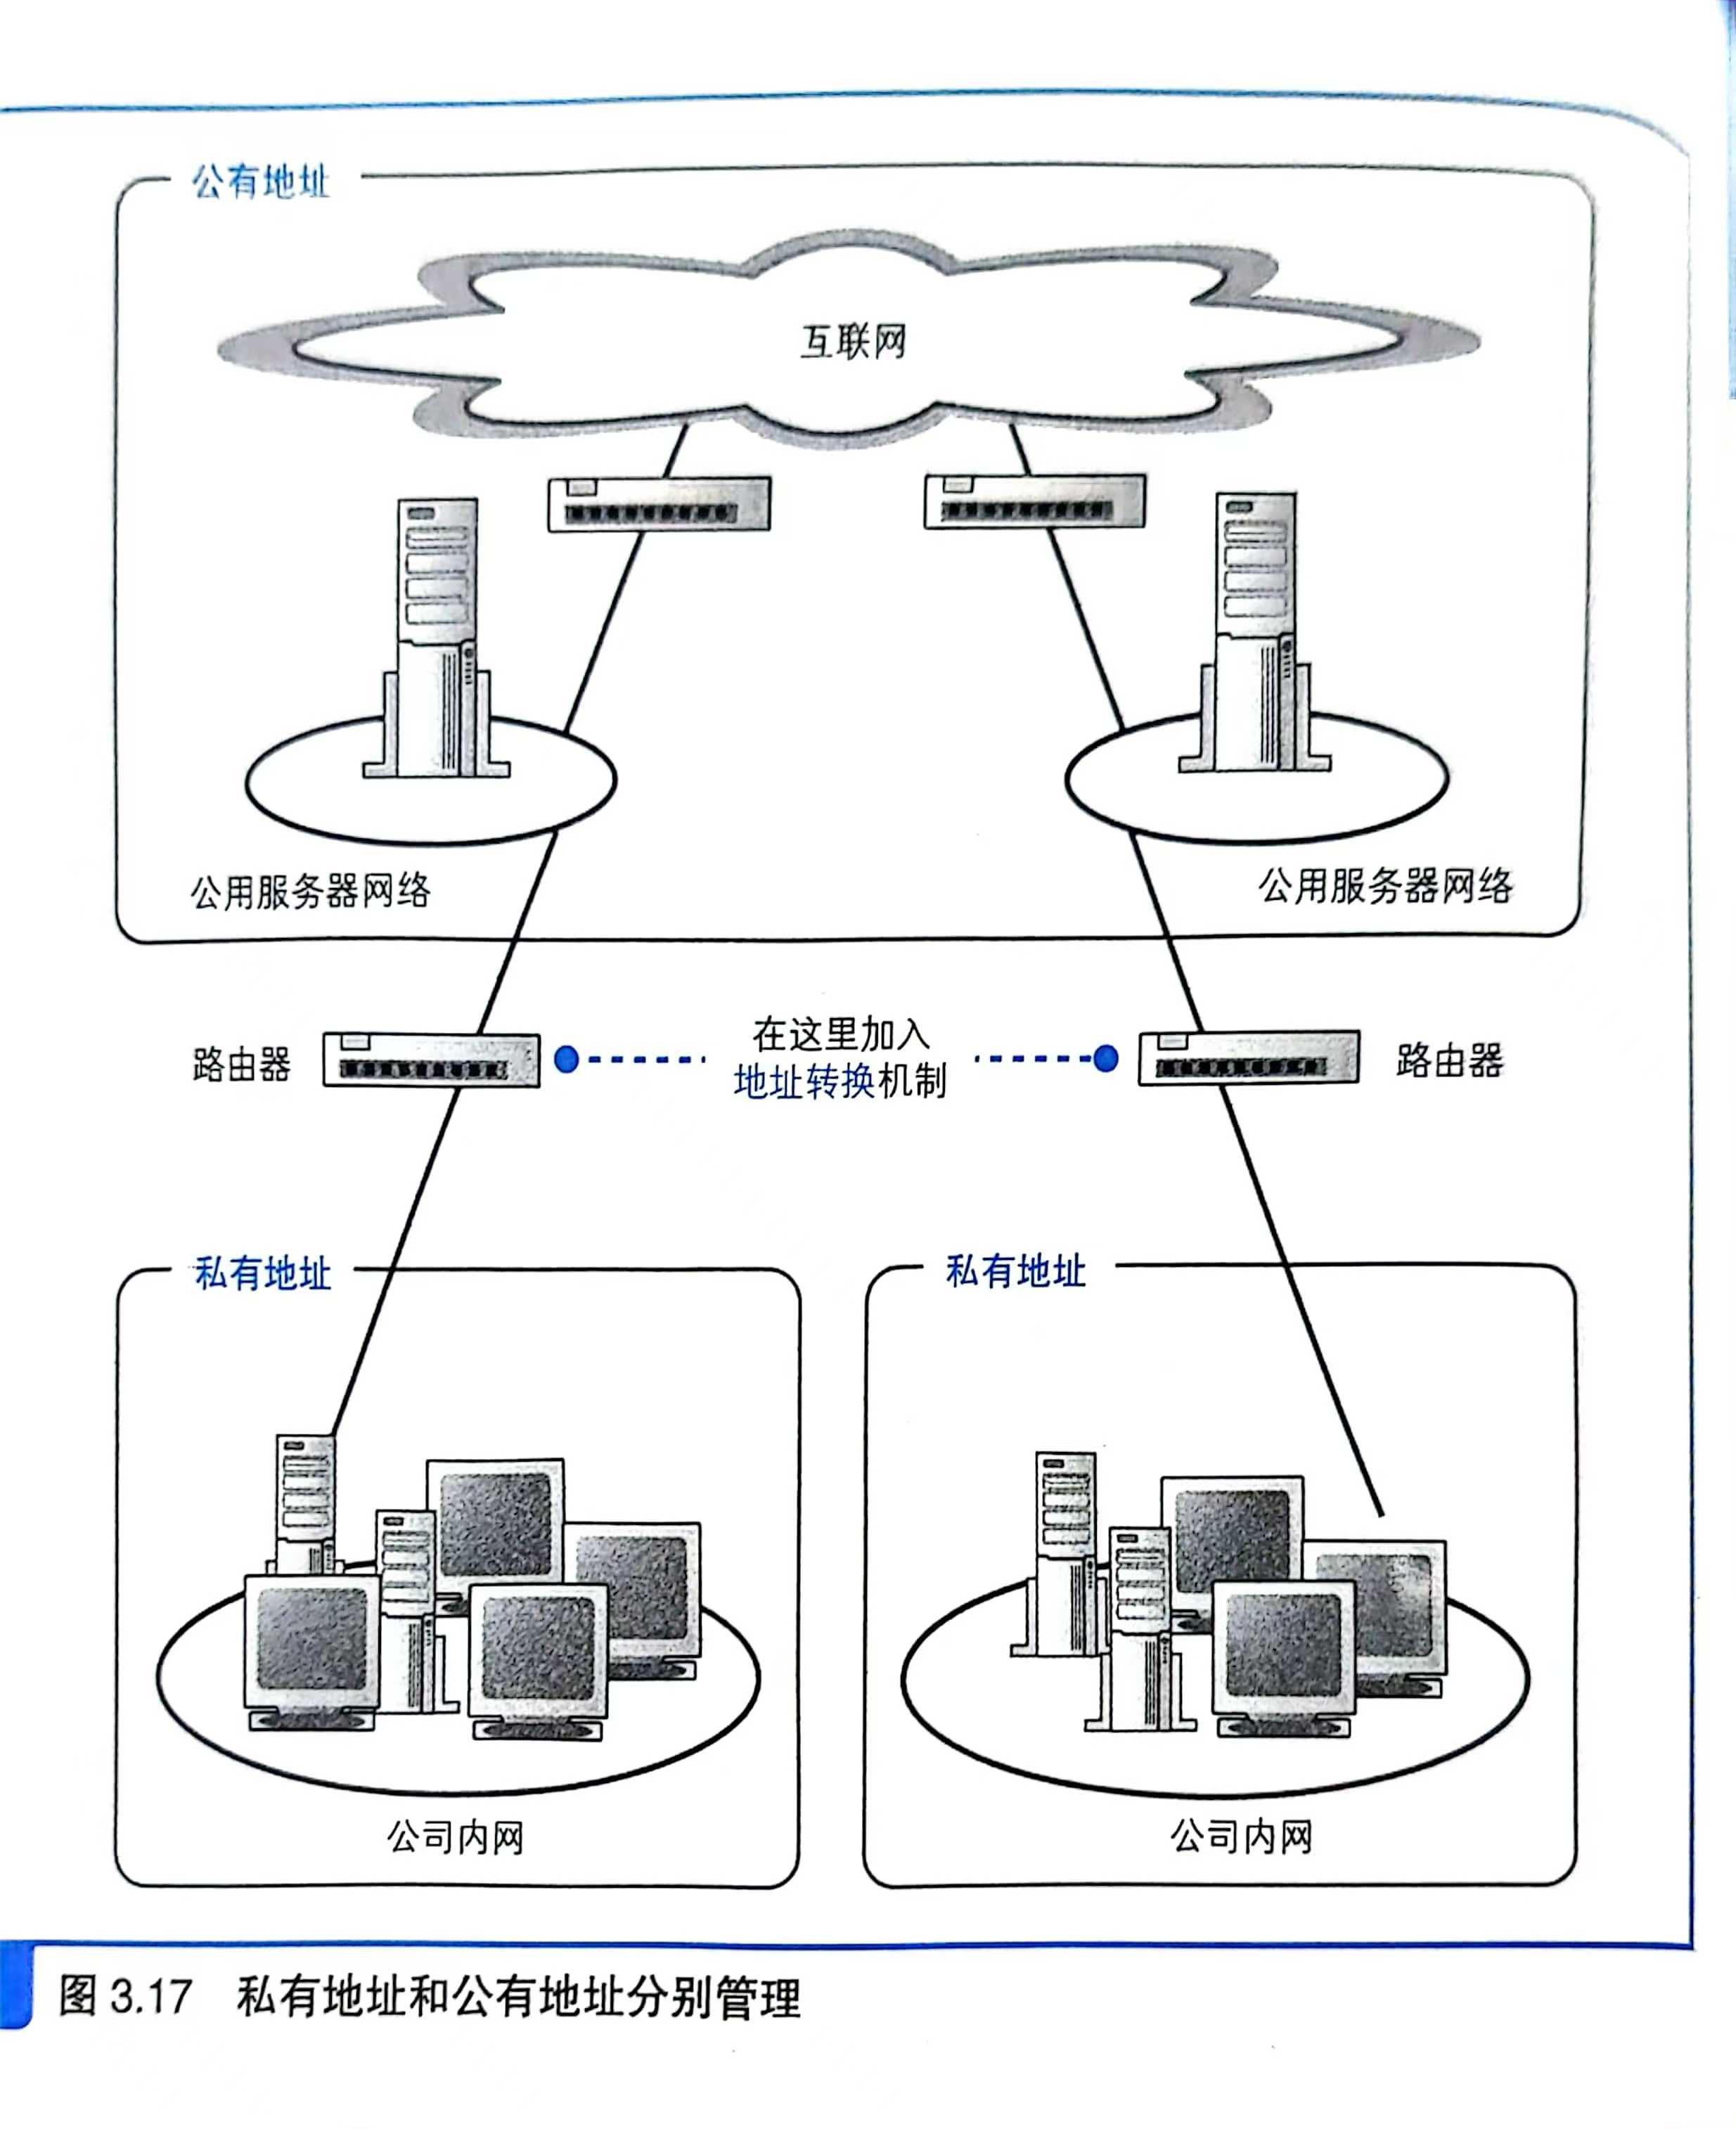 公有地址
互联网
公用服务器网络
公用服务器网络
路由器
在这里加入
地址转换机制
路由器
私有地址
私有地址
公司内网
公司内网
图 3.17 私有地址和公有地址分别管理